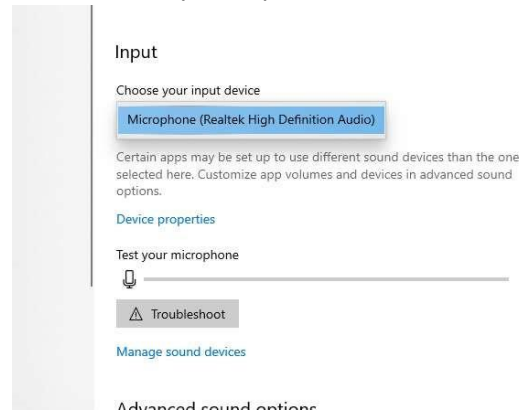 Input
Choose your input device
Microphone (Realtek High Definition Audio)
Certain apps may be set up to use different sound devices than the one
selected here. Customize app volumes and devices in advanced sound
options.
Device properties
Test your microphone
Troubleshoot
Manage sound devices
Advanced sound options